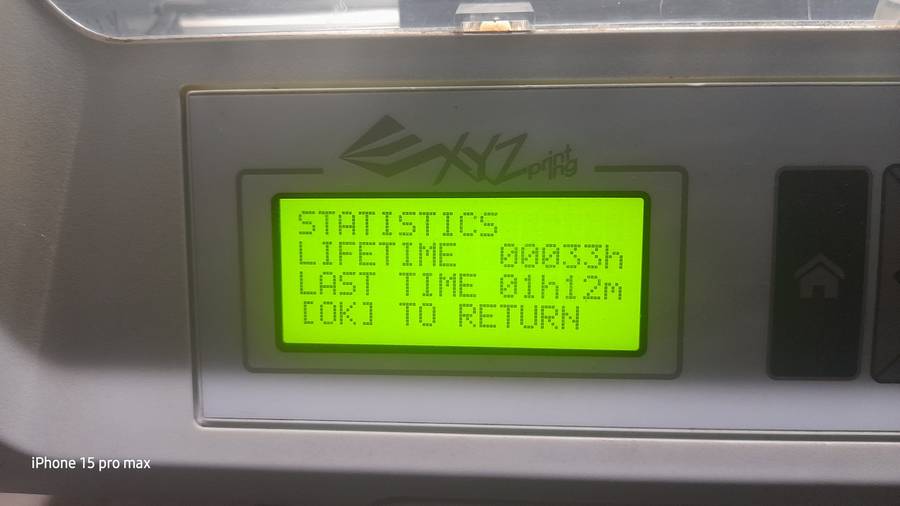 XYZprinting
STATISTICS
LIFETIME 00033h
LAST TIME 01h12m
[OK] TO RETURN
iPhone 15 pro max